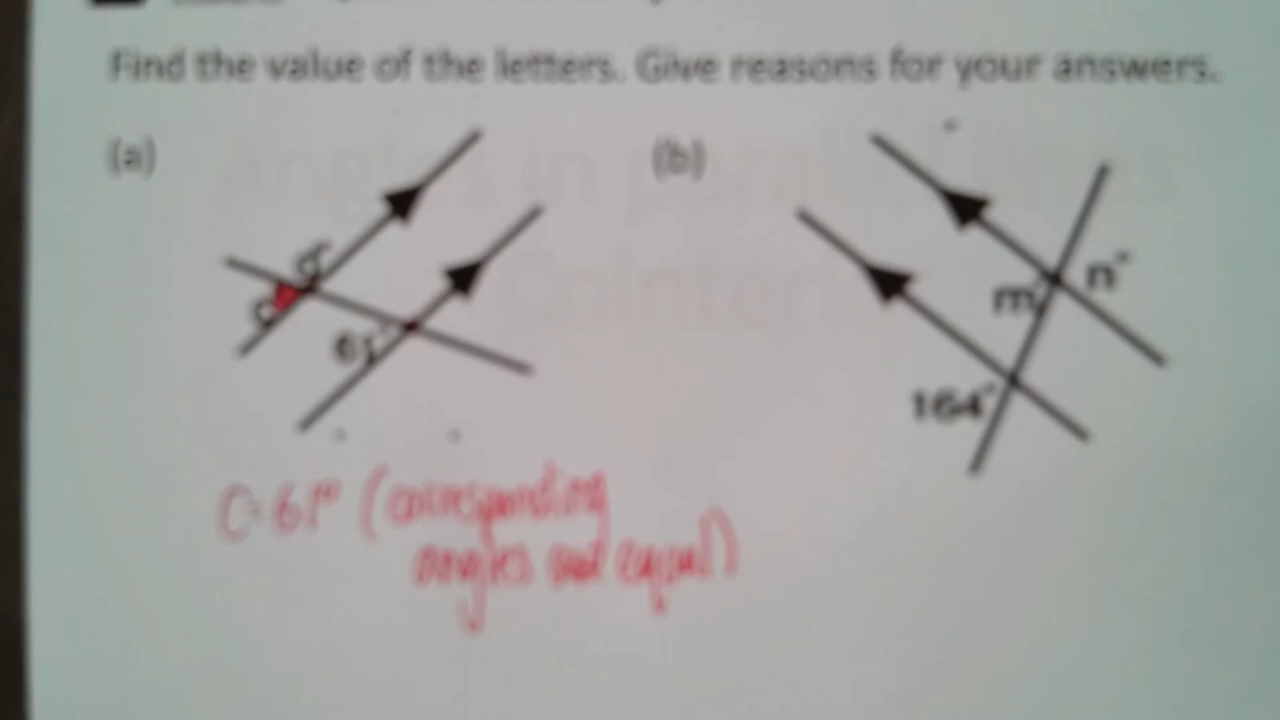 Find the value of the letters. Give reasons for your answers.
(a)
(b)
61°
m°
n°
164°
C = 61° (corresponding
angles are equal)